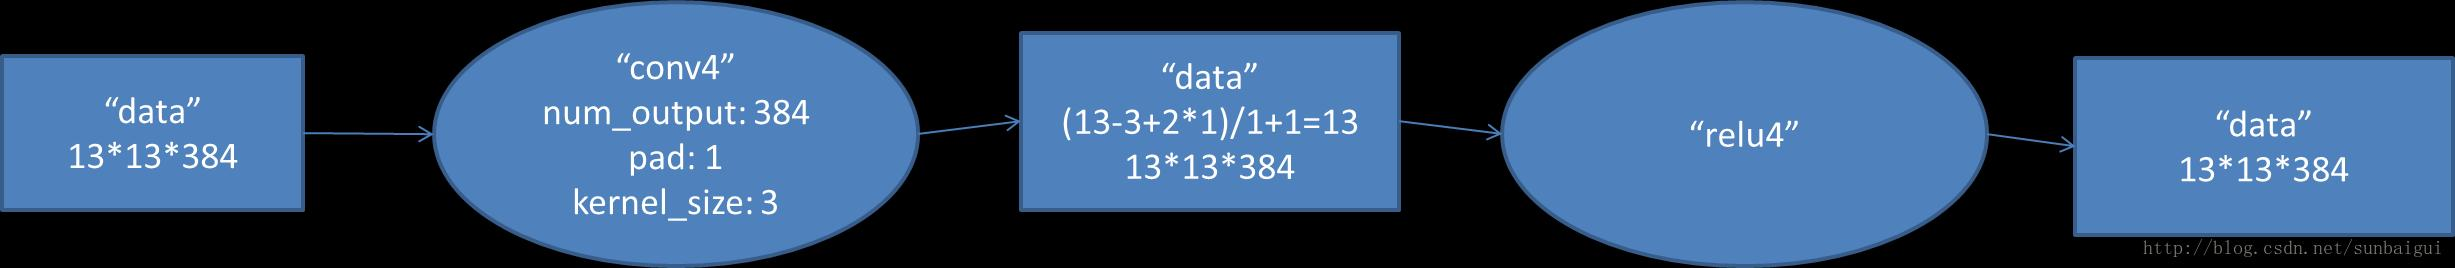 “data”
13*13*384
“conv4”
num_output: 384
pad: 1
kernel_size: 3
“data”
(13-3+2*1)/1+1=13
13*13*384
“relu4”
“data”
13*13*384
http://blog.csdn.net/sunbaigui